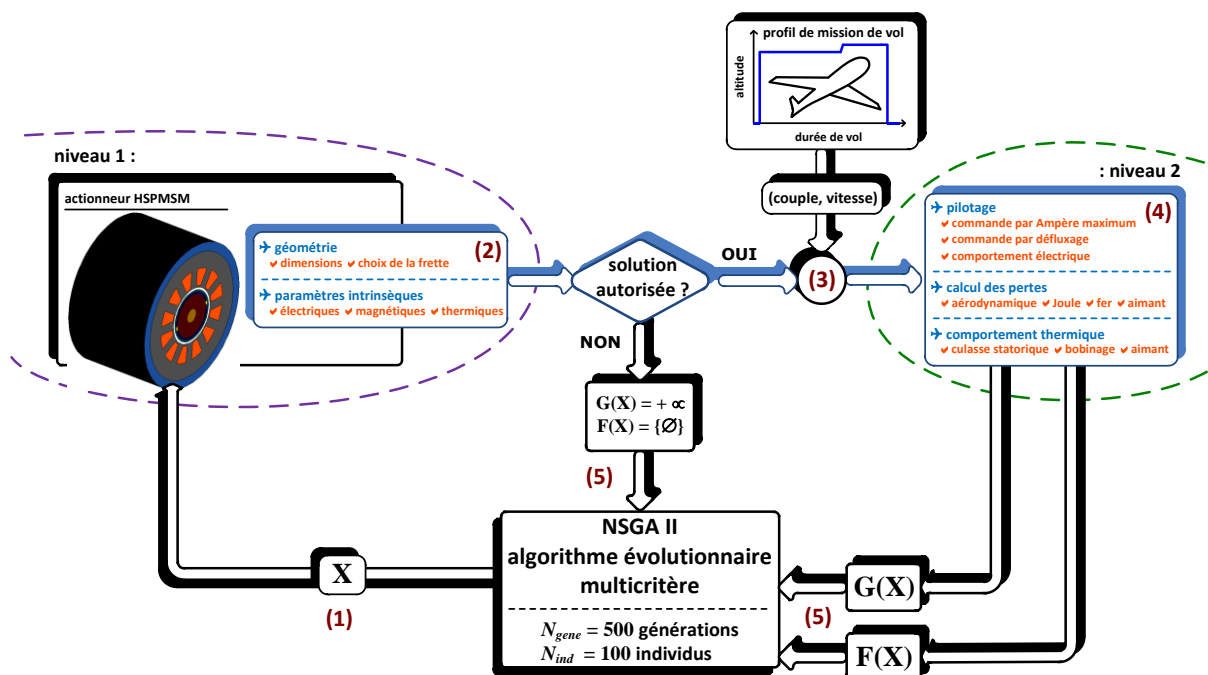 profil de mission de vol
altitude
durée de vol
niveau 1 :
actionneur HSPMSM
géométrie
(2)
dimensions choix de la frette
paramètres intrinsèques
électriques magnétiques thermiques
solution
autorisée ?
OUI
NON
(couple, vitesse)
(3)
: niveau 2
pilotage
(4)
commande par Ampère maximum
commande par défluxage
comportement électrique
calcul des pertes
aérodynamique Joule fer aimant
comportement thermique
culasse statorique bobinage aimant
G(X) = + ∝
F(X) = {∅}
(5)
NSGA II
algorithme évolutionnaire
multicritère
N_gene = 500 générations
N_ind = 100 individus
X
(1)
G(X)
(5)
F(X)